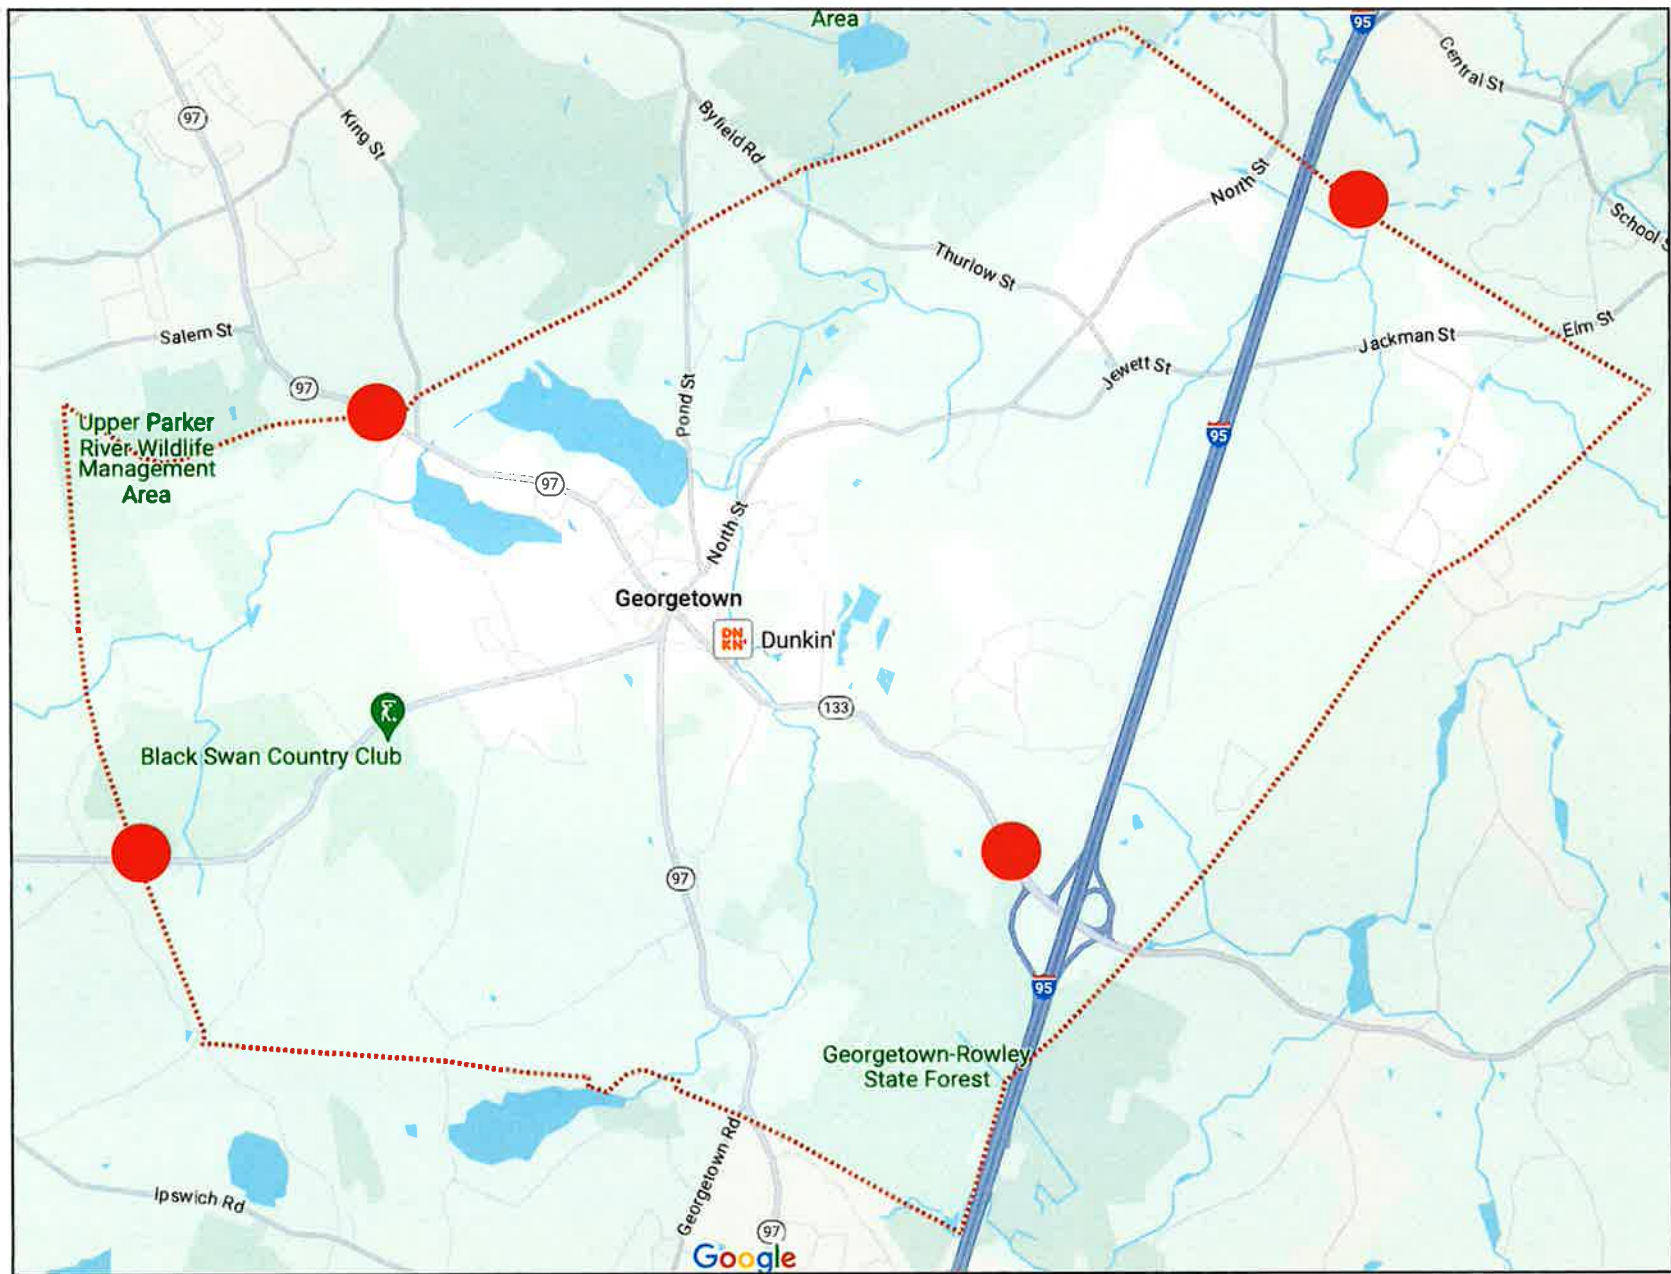 Area
95
Central St
97
King St
Byfield Rd
North St
School S
Thurlow St
Salem St
Elm St
Jackman St
Jewett St
97
Pond St
Upper Parker
River Wildlife
Management
Area
95
97
North St
Georgetown
DN
KN'
Dunkin'
133
Black Swan Country Club
97
95
Georgetown-Rowley
State Forest
Georgetown Rd
Ipswich Rd
97
Google